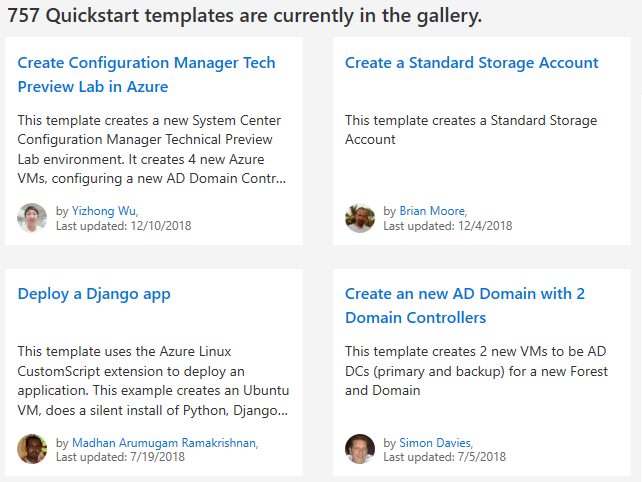 757 Quickstart templates are currently in the gallery.
Create Configuration Manager Tech
Preview Lab in Azure
This template creates a new System Center
Configuration Manager Technical Preview
Lab environment. It creates 4 new Azure
VMs, configuring a new AD Domain Contr...
by Yizhong Wu,
Last updated: 12/10/2018
Create a Standard Storage Account
This template creates a Standard Storage
Account
by Brian Moore,
Last updated: 12/4/2018
Deploy a Django app
This template uses the Azure Linux
CustomScript extension to deploy an
application. This example creates an Ubuntu
VM, does a silent install of Python, Django...
by Madhan Arumugam Ramakrishnan,
Last updated: 7/19/2018
Create an new AD Domain with 2
Domain Controllers
This template creates 2 new VMs to be AD
DCs (primary and backup) for a new Forest
and Domain
by Simon Davies,
Last updated: 7/5/2018